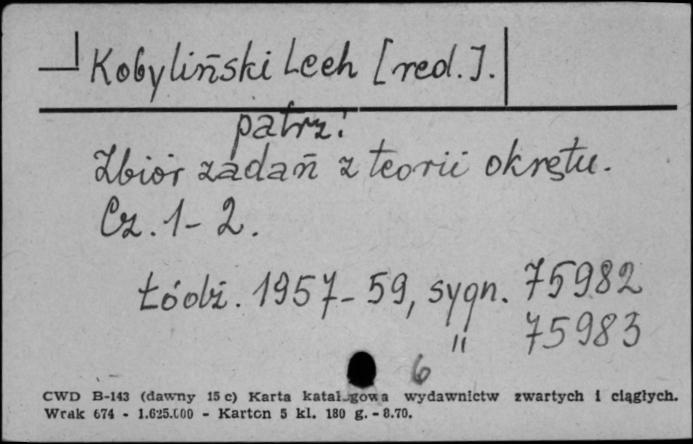 Kobyliński Lech [red.].
patrz:
Zbiór zadań z teorii okrętu.
Cz. 1-2.
Łódź. 1957-59, sygn. 75982
" 75983
6
CWD B-143 (dawny 15 c) Karta katalogowa wydawnictw zwartych i ciągłych.
Wrak 674 - 1.625.000 - Karton 5 kl. 180 g. - 8.70.